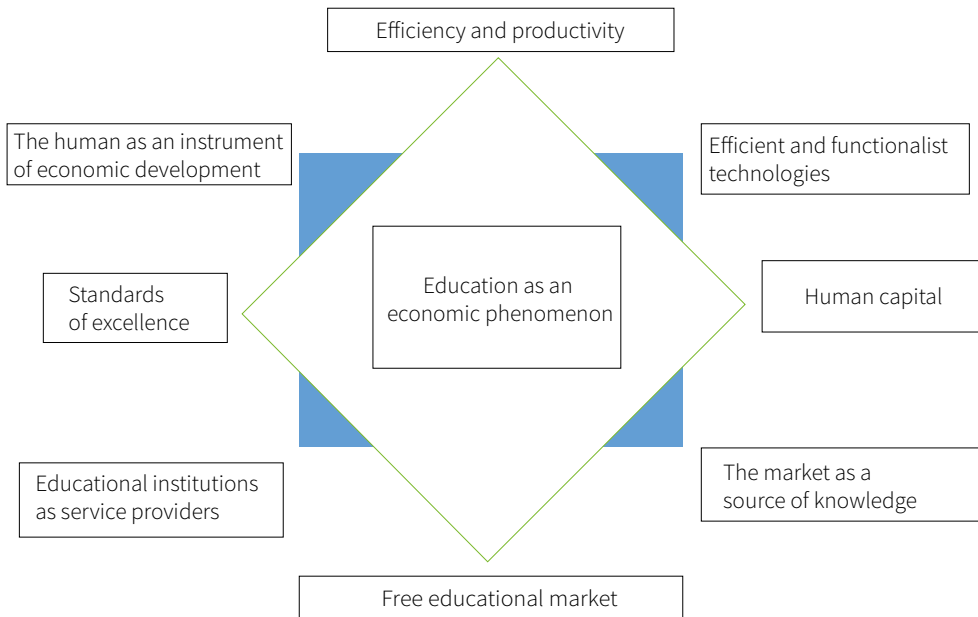 Efficiency and productivity
The human as an instrument
of economic development
Efficient and functionalist
technologies
Education as an
economic phenomenon
Standards
of excellence
Human capital
Educational institutions
as service providers
The market as a
source of knowledge
Free educational market